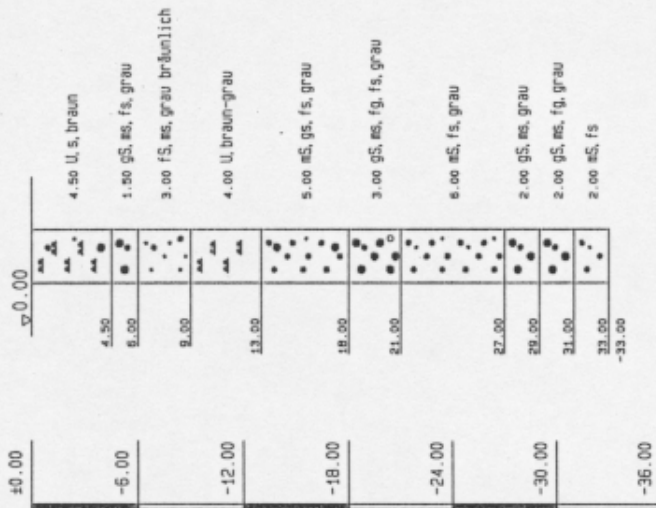 ▽0.00
4.50 U, s, braun
1.50 gS, ms, fs, grau
3.00 fS, ms, grau bräunlich
4.00 U, braun-grau
5.00 mS, gs, fs, grau
3.00 gS, ms, fg, fs, grau
6.00 mS, fs, grau
2.00 gS, ms, grau
2.00 gS, ms, fg, grau
2.00 mS, fs
4.50
6.00
9.00
13.00
18.00
21.00
27.00
29.00
31.00
33.00
-33.00
±0.00
-6.00
-12.00
-18.00
-24.00
-30.00
-36.00